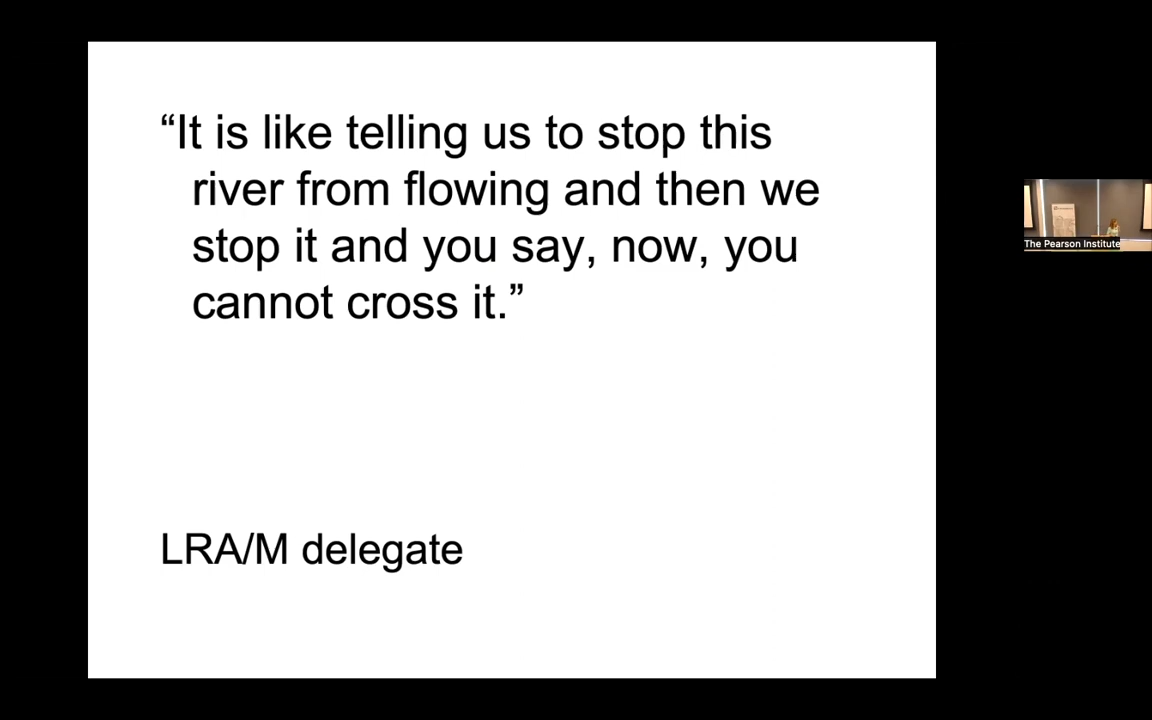 “It is like telling us to stop this
river from flowing and then we
stop it and you say, now, you
cannot cross it.”
LRA/M delegate
The Pearson Institute